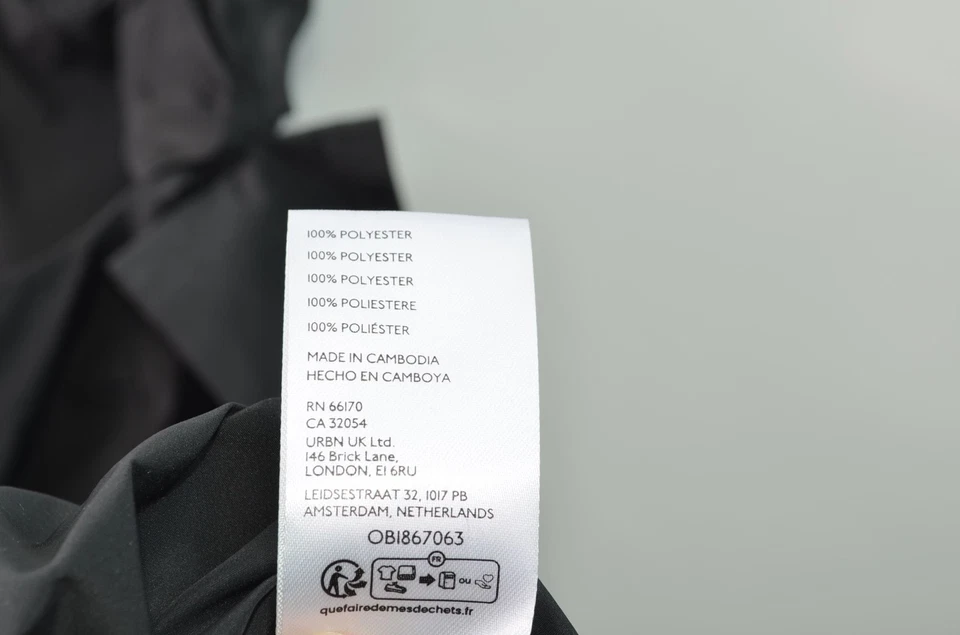 100% POLYESTER
100% POLYESTER
100% POLYESTER
100% POLIESTERE
100% POLIÉSTER
MADE IN CAMBODIA
HECHO EN CAMBOYA
RN 66170
CA 32054
URBN UK Ltd.
146 Brick Lane,
LONDON, E1 6RU
LEIDSESTRAAT 32, 1017 PB
AMSTERDAM, NETHERLANDS
OB1867063
FR
ou
quefairedemesdechets.fr